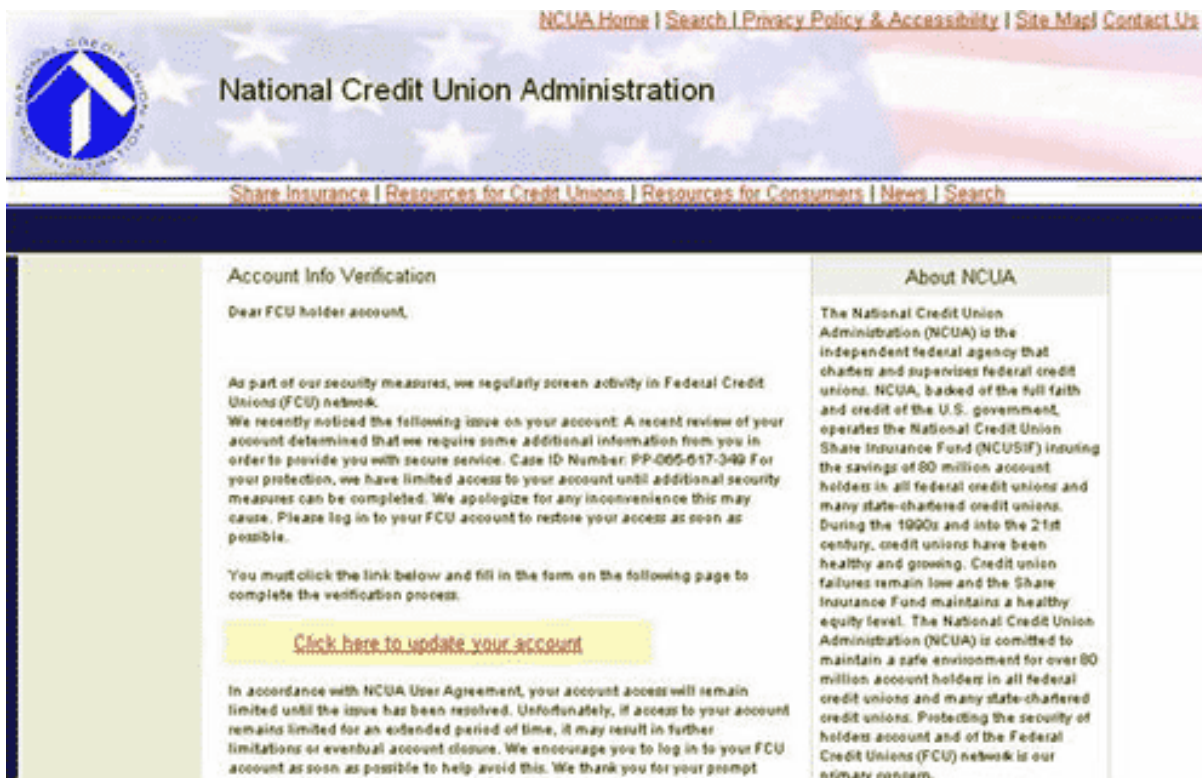 NCUA Home | Search | Privacy Policy & Accessibility | Site Map| Contact Us
NATIONAL CREDIT UNION ADMINISTRATION
National Credit Union Administration
Share Insurance | Resources for Credit Unions | Resources for Consumers | News | Search
Account Info Verification
Dear FCU holder account,
As part of our security measures, we regularly screen activity in Federal Credit
Unions (FCU) network.
We recently noticed the following issue on your account: A recent review of your
account determined that we require some additional information from you in
order to provide you with secure service. Case ID Number: PP-065-617-349 For
your protection, we have limited access to your account until additional security
measures can be completed. We apologize for any inconvenience this may
cause. Please log in to your FCU account to restore your access as soon as
possible.
You must click the link below and fill in the form on the following page to
complete the verification process.
Click here to update your account
In accordance with NCUA User Agreement, your account access will remain
limited until the issue has been resolved. Unfortunately, if access to your account
remains limited for an extended period of time, it may result in further
limitations or eventual account closure. We encourage you to log in to your FCU
account as soon as possible to help avoid this. We thank you for your prompt
About NCUA
The National Credit Union
Administration (NCUA) is the
independent federal agency that
charters and supervises federal credit
unions. NCUA, backed of the full faith
and credit of the U.S. government,
operates the National Credit Union
Share Insurance Fund (NCUSIF) insuring
the savings of 80 million account
holders in all federal credit unions and
many state-chartered credit unions.
During the 1990s and into the 21st
century, credit unions have been
healthy and growing. Credit union
failures remain low and the Share
Insurance Fund maintains a healthy
equity level. The National Credit Union
Administration (NCUA) is comitted to
maintain a safe environment for over 80
million account holders in all federal
credit unions and many state-chartered
credit unions. Protecting the security of
holders account and of the Federal
Credit Unions (FCU) network is our
primary concern.